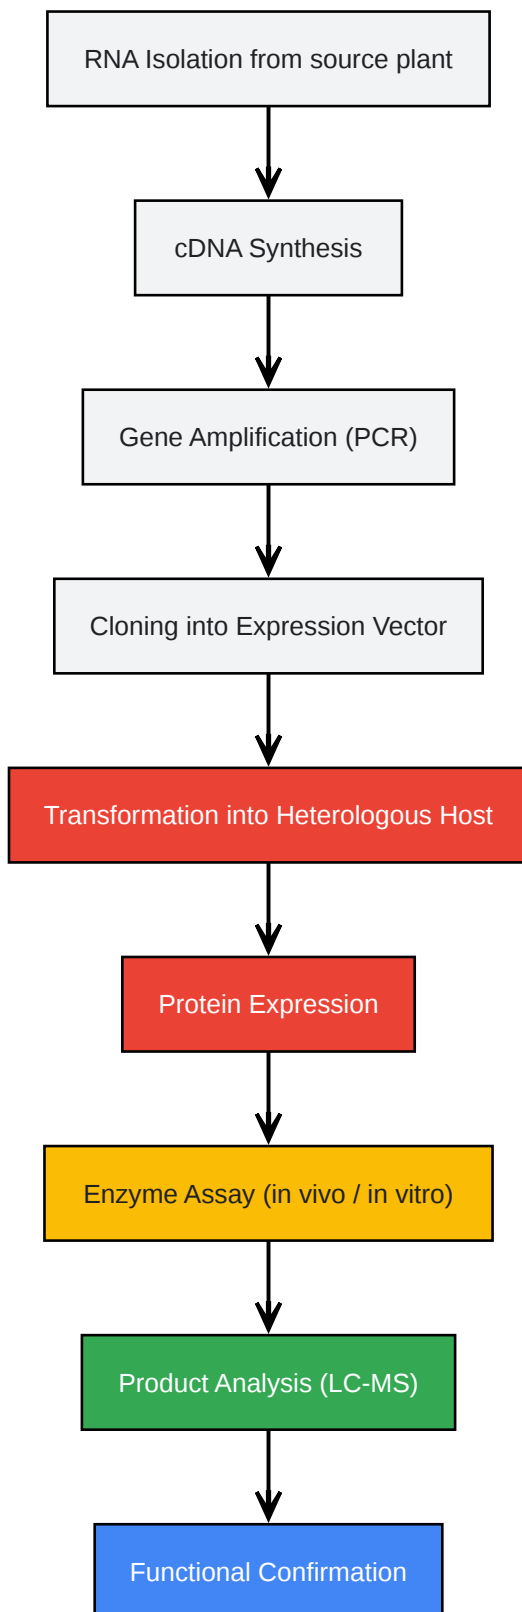 RNA Isolation from source plant
cDNA Synthesis
Gene Amplification (PCR)
Cloning into Expression Vector
Transformation into Heterologous Host
Protein Expression
Enzyme Assay (in vivo / in vitro)
Product Analysis (LC-MS)
Functional Confirmation